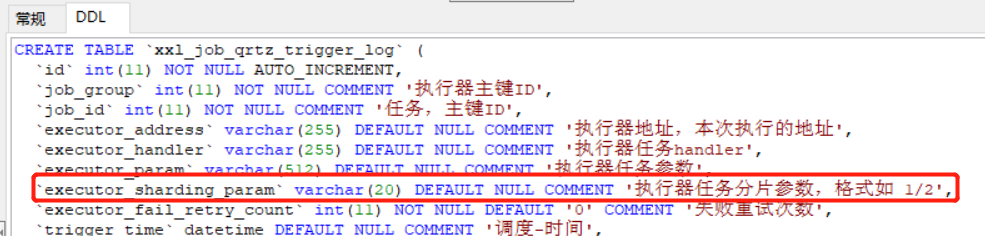 常规
DDL
CREATE TABLE `xxl_job_qrtz_trigger_log` (
`id` int(11) NOT NULL AUTO_INCREMENT,
`job_group` int(11) NOT NULL COMMENT '执行器主键ID',
`job_id` int(11) NOT NULL COMMENT '任务，主键ID',
`executor_address` varchar(255) DEFAULT NULL COMMENT '执行器地址，本次执行的地址',
`executor_handler` varchar(255) DEFAULT NULL COMMENT '执行器任务handler',
`executor_param` varchar(512) DEFAULT NULL COMMENT '执行器任务参数',
`executor_sharding_param` varchar(20) DEFAULT NULL COMMENT '执行器任务分片参数，格式如 1/2',
`executor_fail_retry_count` int(11) NOT NULL DEFAULT '0' COMMENT '失败重试次数',
`trigger_time` datetime DEFAULT NULL COMMENT '调度-时间',